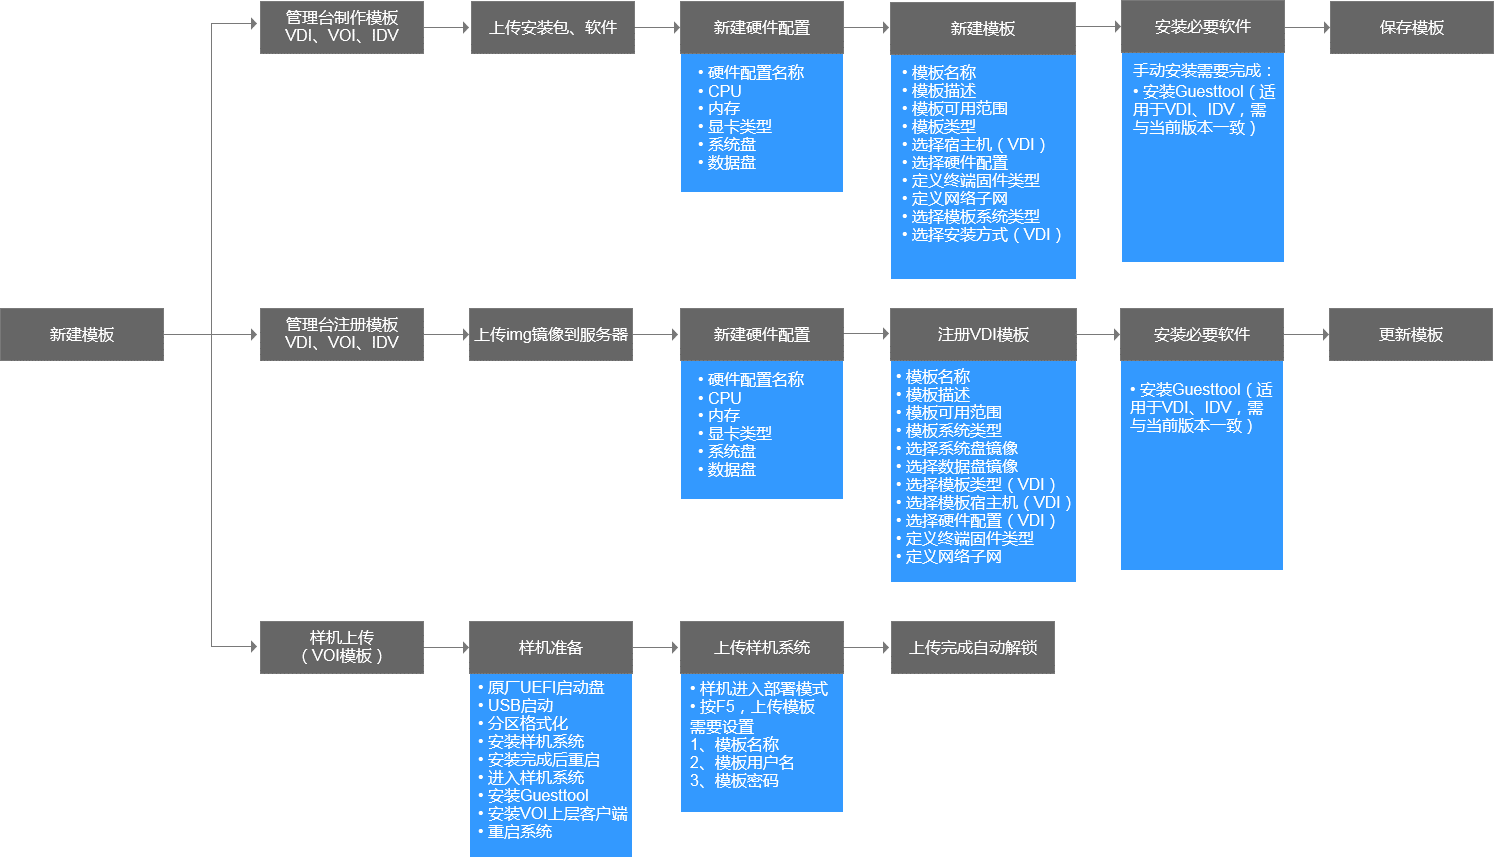 管理台制作模板
VDI、VOI、IDV
上传安装包、软件
新建硬件配置
• 硬件配置名称
• CPU
• 内存
• 显卡类型
• 系统盘
• 数据盘
新建模板
• 模板名称
• 模板描述
• 模板可用范围
• 模板类型
• 选择宿主机（VDI）
• 选择硬件配置
• 定义终端固件类型
• 定义网络子网
• 选择模板系统类型
• 选择安装方式（VDI）
安装必要软件
手动安装需要完成：
• 安装Guesttool（适
用于VDI、IDV，需
与当前版本一致）
保存模板
新建模板
管理台注册模板
VDI、VOI、IDV
上传img镜像到服务器
新建硬件配置
• 硬件配置名称
• CPU
• 内存
• 显卡类型
• 系统盘
• 数据盘
注册VDI模板
• 模板名称
• 模板描述
• 模板可用范围
• 模板系统类型
• 选择系统盘镜像
• 选择数据盘镜像
• 选择模板类型（VDI）
• 选择模板宿主机（VDI）
• 选择硬件配置（VDI）
• 定义终端固件类型
• 定义网络子网
安装必要软件
• 安装Guesttool（适
用于VDI、IDV，需
与当前版本一致）
更新模板
样机上传
（VOI模板）
样机准备
• 原厂UEFI启动盘
• USB启动
• 分区格式化
• 安装样机系统
• 安装完成后重启
• 进入样机系统
• 安装Guesttool
• 安装VOI上层客户端
• 重启系统
上传样机系统
• 样机进入部署模式
• 按F5，上传模板
需要设置
1、模板名称
2、模板用户名
3、模板密码
上传完成自动解锁